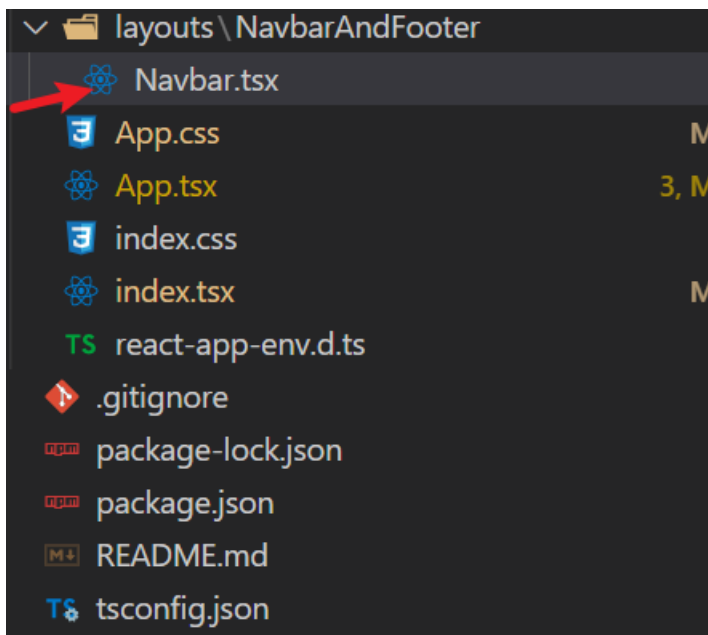 layouts\NavbarAndFooter
Navbar.tsx
App.css M
App.tsx 3, M
index.css
index.tsx M
TS react-app-env.d.ts
.gitignore
package-lock.json
package.json
M↓ README.md
TS tsconfig.json